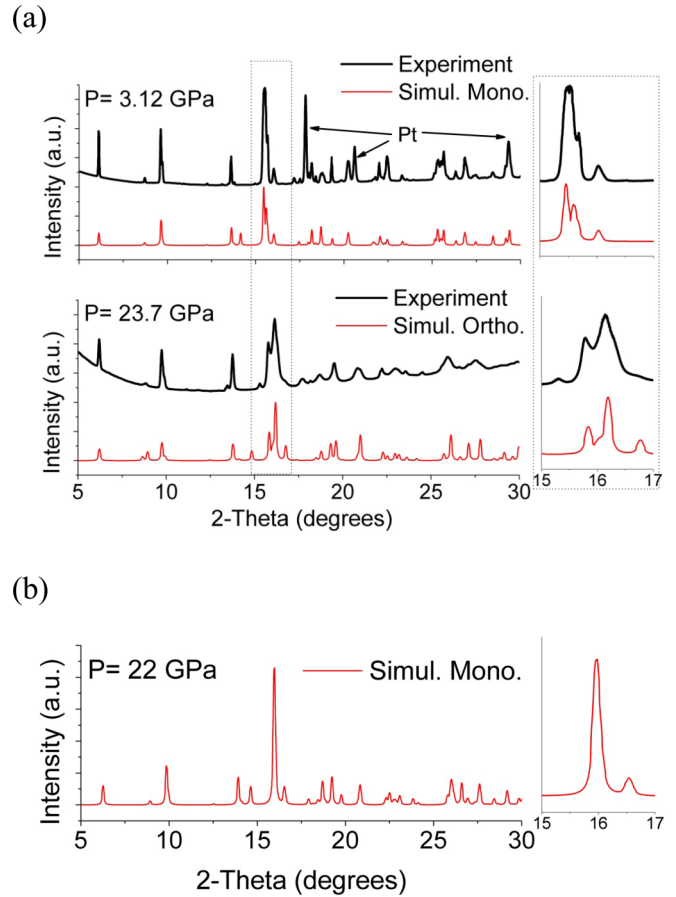 (a)
P= 3.12 GPa
Experiment
Simul. Mono.
Pt
Intensity (a.u.)
P= 23.7 GPa
Experiment
Simul. Ortho.
Intensity (a.u.)
5 10 15 20 25 30
15 16 17
2-Theta (degrees)
(b)
P= 22 GPa
Simul. Mono.
Intensity (a.u.)
5 10 15 20 25 30
15 16 17
2-Theta (degrees)